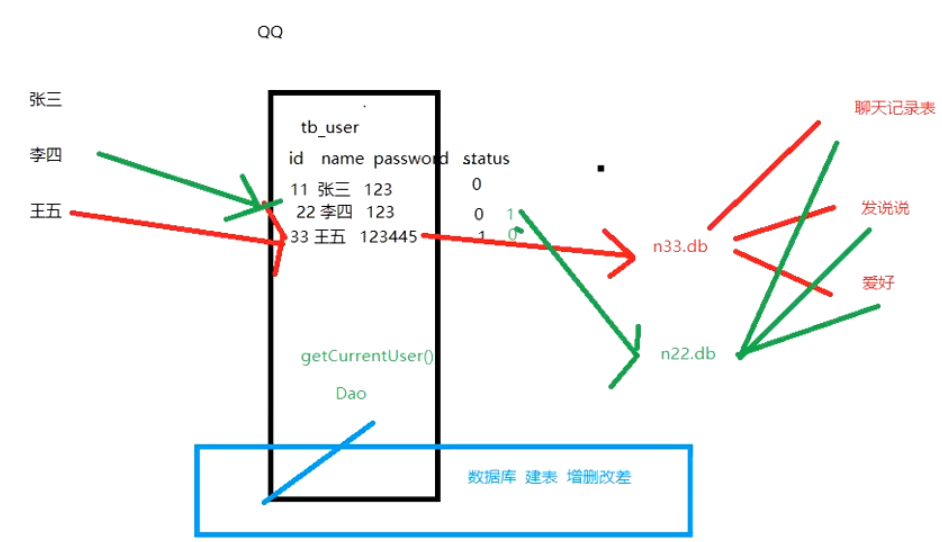 QQ
张三
李四
王五
tb_user
id name password status
11 张三 123 0
22 李四 123 0 1
33 王五 123445 1 0
n33.db
n22.db
聊天记录表
发说说
爱好
getCurrentUser()
Dao
数据库 建表 增删改差